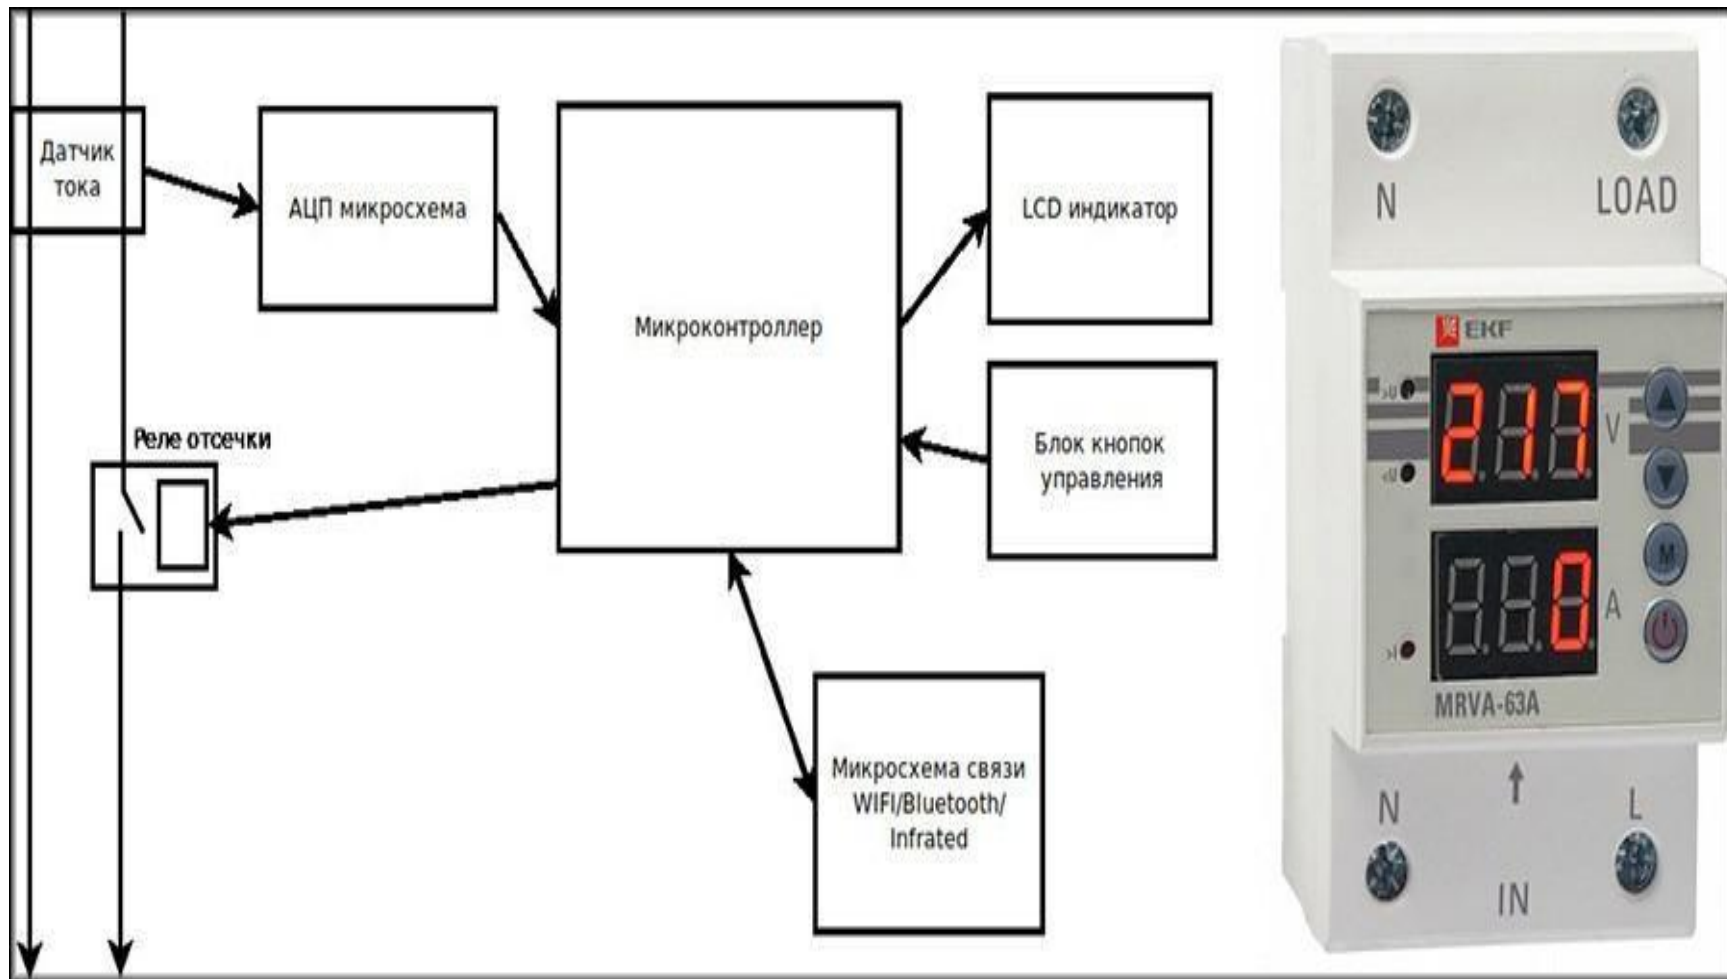 Датчик
тока
АЦП микросхема
Микроконтроллер
LCD индикатор
Блок кнопок
управления
Реле отсечки
Микросхема связи
WIFI/Bluetooth/
Infrated
N
LOAD
EKF
>U
217
V
<U
M
0
A
>I
MRVA-63A
N
L
IN